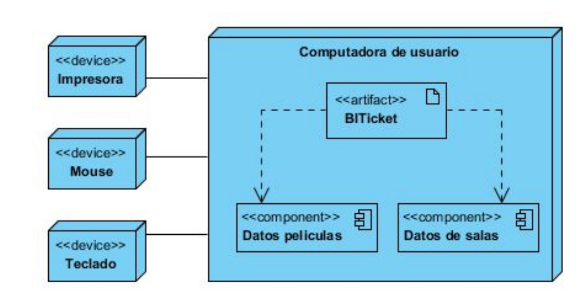 <<device>>
Impresora
<<device>>
Mouse
<<device>>
Teclado
Computadora de usuario
<<artifact>>
BITicket
<<component>>
Datos peliculas
<<component>>
Datos de salas